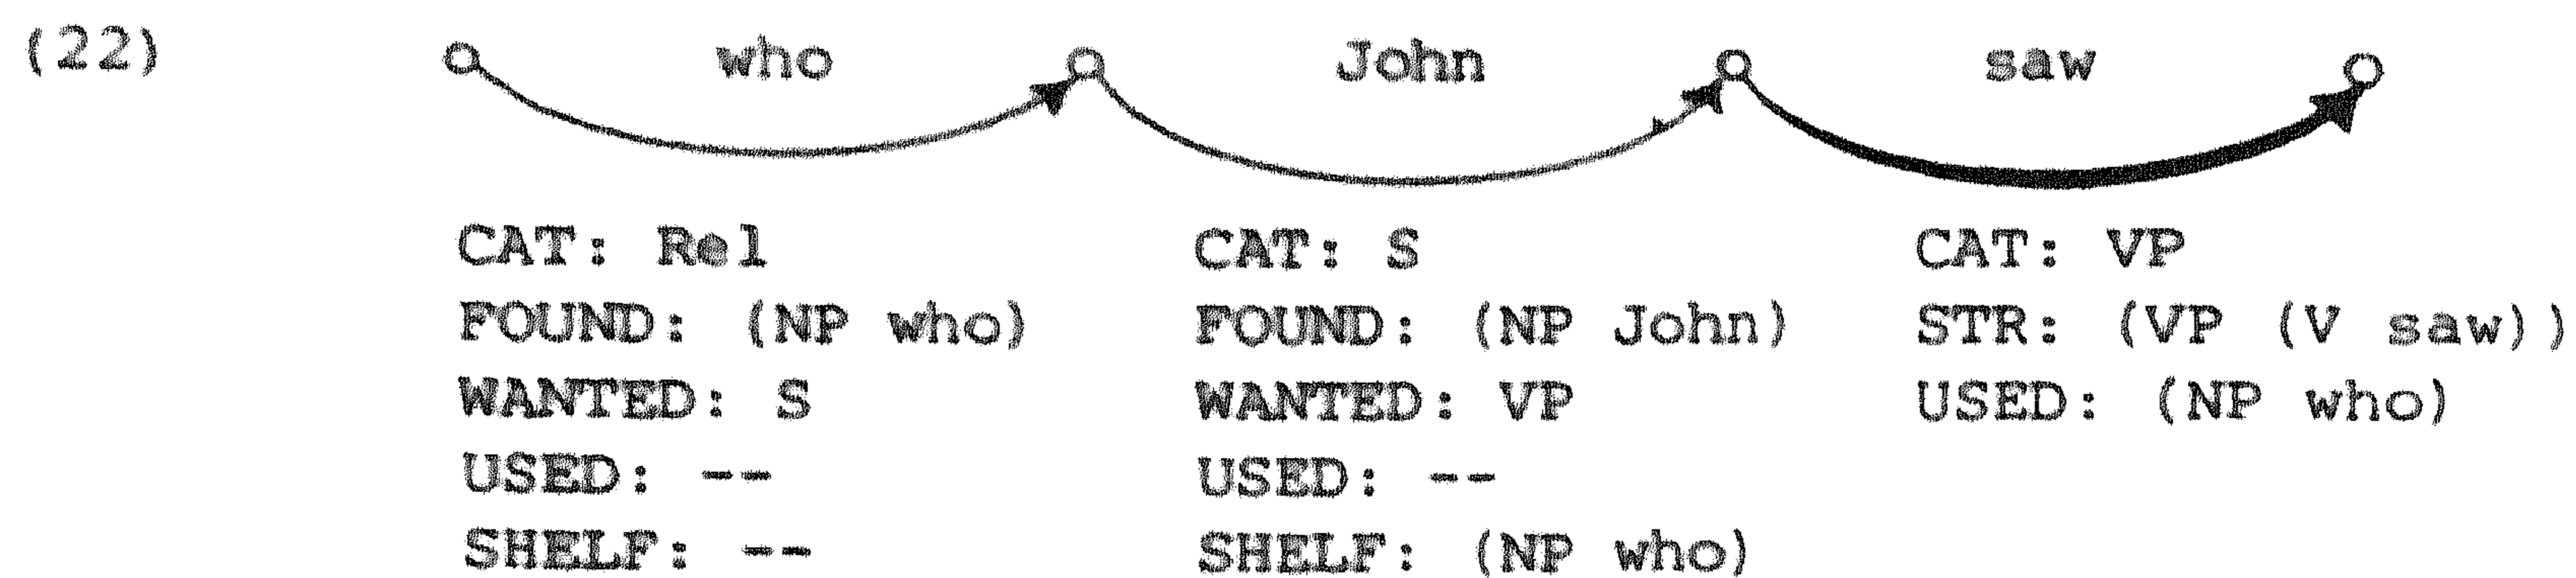 (22) who John saw
CAT: Rel CAT: S CAT: VP
FOUND: (NP who) FOUND: (NP John) STR: (VP (V saw))
WANTED: S WANTED: VP USED: (NP who)
USED: -- USED: --
SHELF: -- SHELF: (NP who)